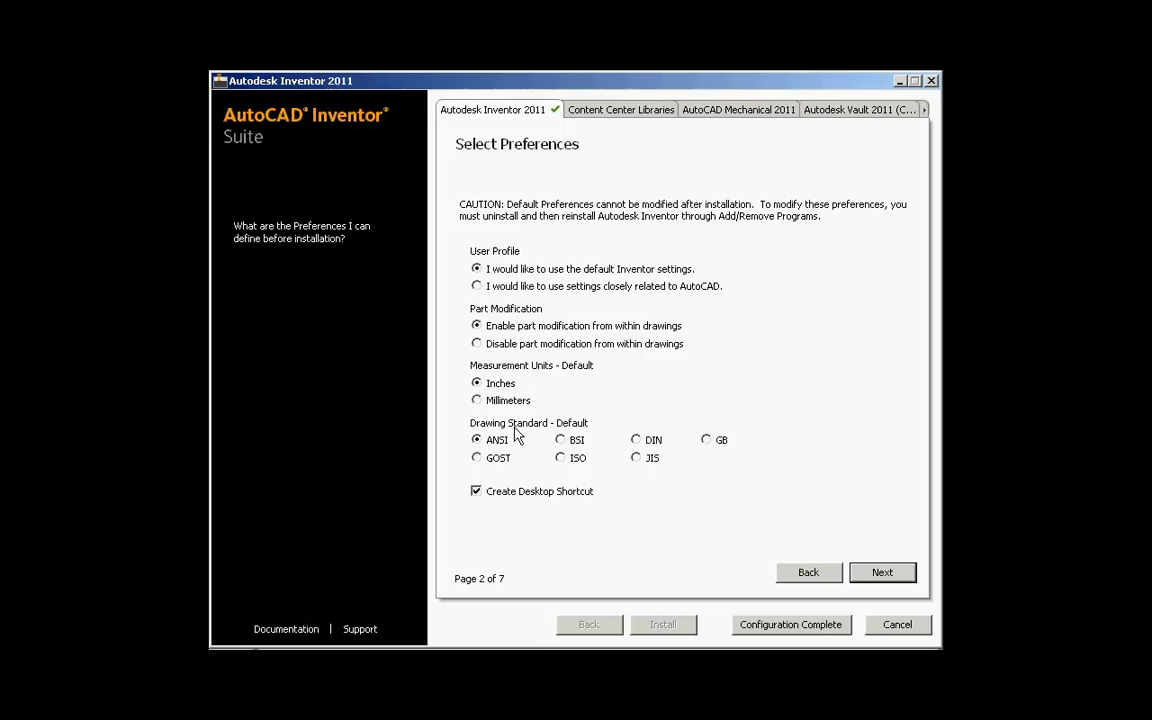 Autodesk Inventor 2011
AutoCAD® Inventor®
Suite
What are the Preferences I can
define before installation?
Documentation | Support
Autodesk Inventor 2011
Content Center Libraries
AutoCAD Mechanical 2011
Autodesk Vault 2011 (C...
Select Preferences
CAUTION: Default Preferences cannot be modified after installation. To modify these preferences, you
must uninstall and then reinstall Autodesk Inventor through Add/Remove Programs.
User Profile
I would like to use the default Inventor settings.
I would like to use settings closely related to AutoCAD.
Part Modification
Enable part modification from within drawings
Disable part modification from within drawings
Measurement Units - Default
Inches
Millimeters
Drawing Standard - Default
ANSI BSI DIN GB
GOST ISO JIS
Create Desktop Shortcut
Page 2 of 7
Back Next
Back Install Configuration Complete Cancel